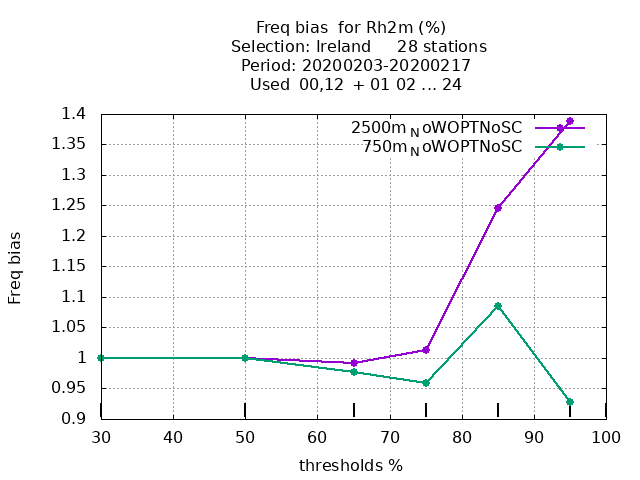 Freq bias for Rh2m (%)
Selection: Ireland 28 stations
Period: 20200203-20200217
Used 00,12 + 01 02 ... 24
2500m_NoWOPTNoSC
750m_NoWOPTNoSC
1.4
1.35
1.3
1.25
1.2
1.15
1.1
1.05
1
0.95
0.9
Freq bias
30 40 50 60 70 80 90 100
thresholds %